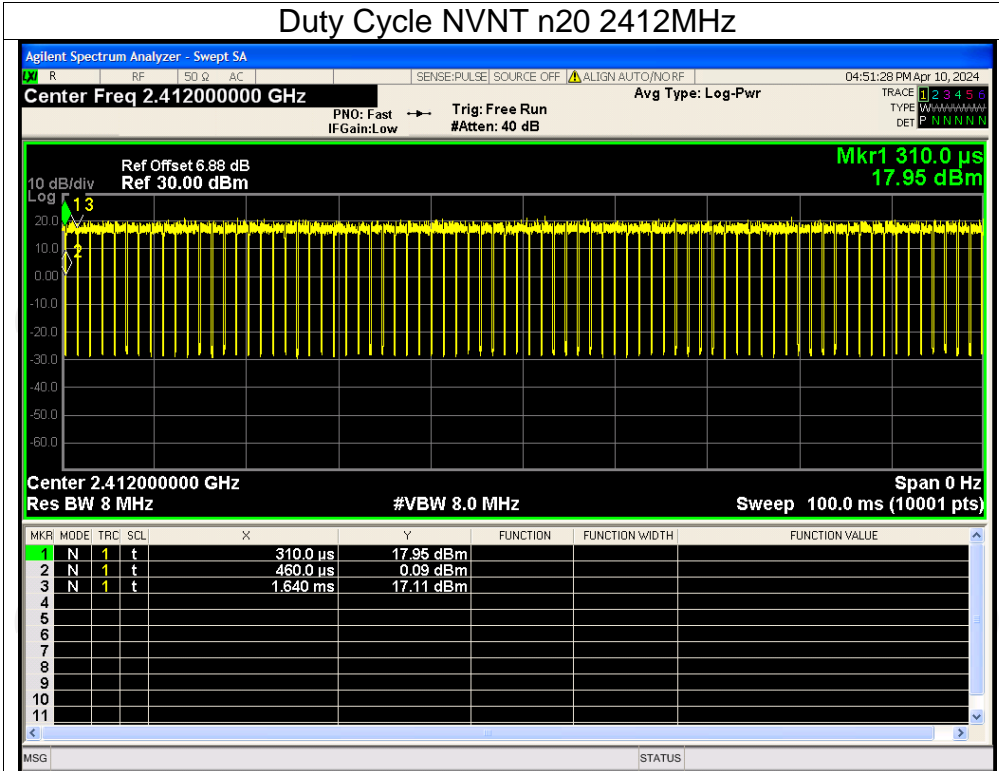 Duty Cycle NVNT n20 2412MHz
Agilent Spectrum Analyzer - Swept SA
LXI R RF 50 Ω AC SENSE:PULSE SOURCE OFF ALIGN AUTO/NO RF 04:51:28 PM Apr 10, 2024
Center Freq 2.412000000 GHz
PNO: Fast
IFGain:Low
Trig: Free Run
#Atten: 40 dB
Avg Type: Log-Pwr
TRACE 1 2 3 4 5 6
TYPE W
DET P N N N N N
10 dB/div
Log
Ref Offset 6.88 dB
Ref 30.00 dBm
Mkr1 310.0 µs
17.95 dBm
1 3
2
20.0
10.0
0.00
-10.0
-20.0
-30.0
-40.0
-50.0
-60.0
Center 2.412000000 GHz Span 0 Hz
Res BW 8 MHz #VBW 8.0 MHz Sweep 100.0 ms (10001 pts)
MKR MODE TRC SCL X Y FUNCTION FUNCTION WIDTH FUNCTION VALUE
1 N 1 t 310.0 µs 17.95 dBm
2 N 1 t 460.0 µs 0.09 dBm
3 N 1 t 1.640 ms 17.11 dBm
4
5
6
7
8
9
10
11
MSG STATUS